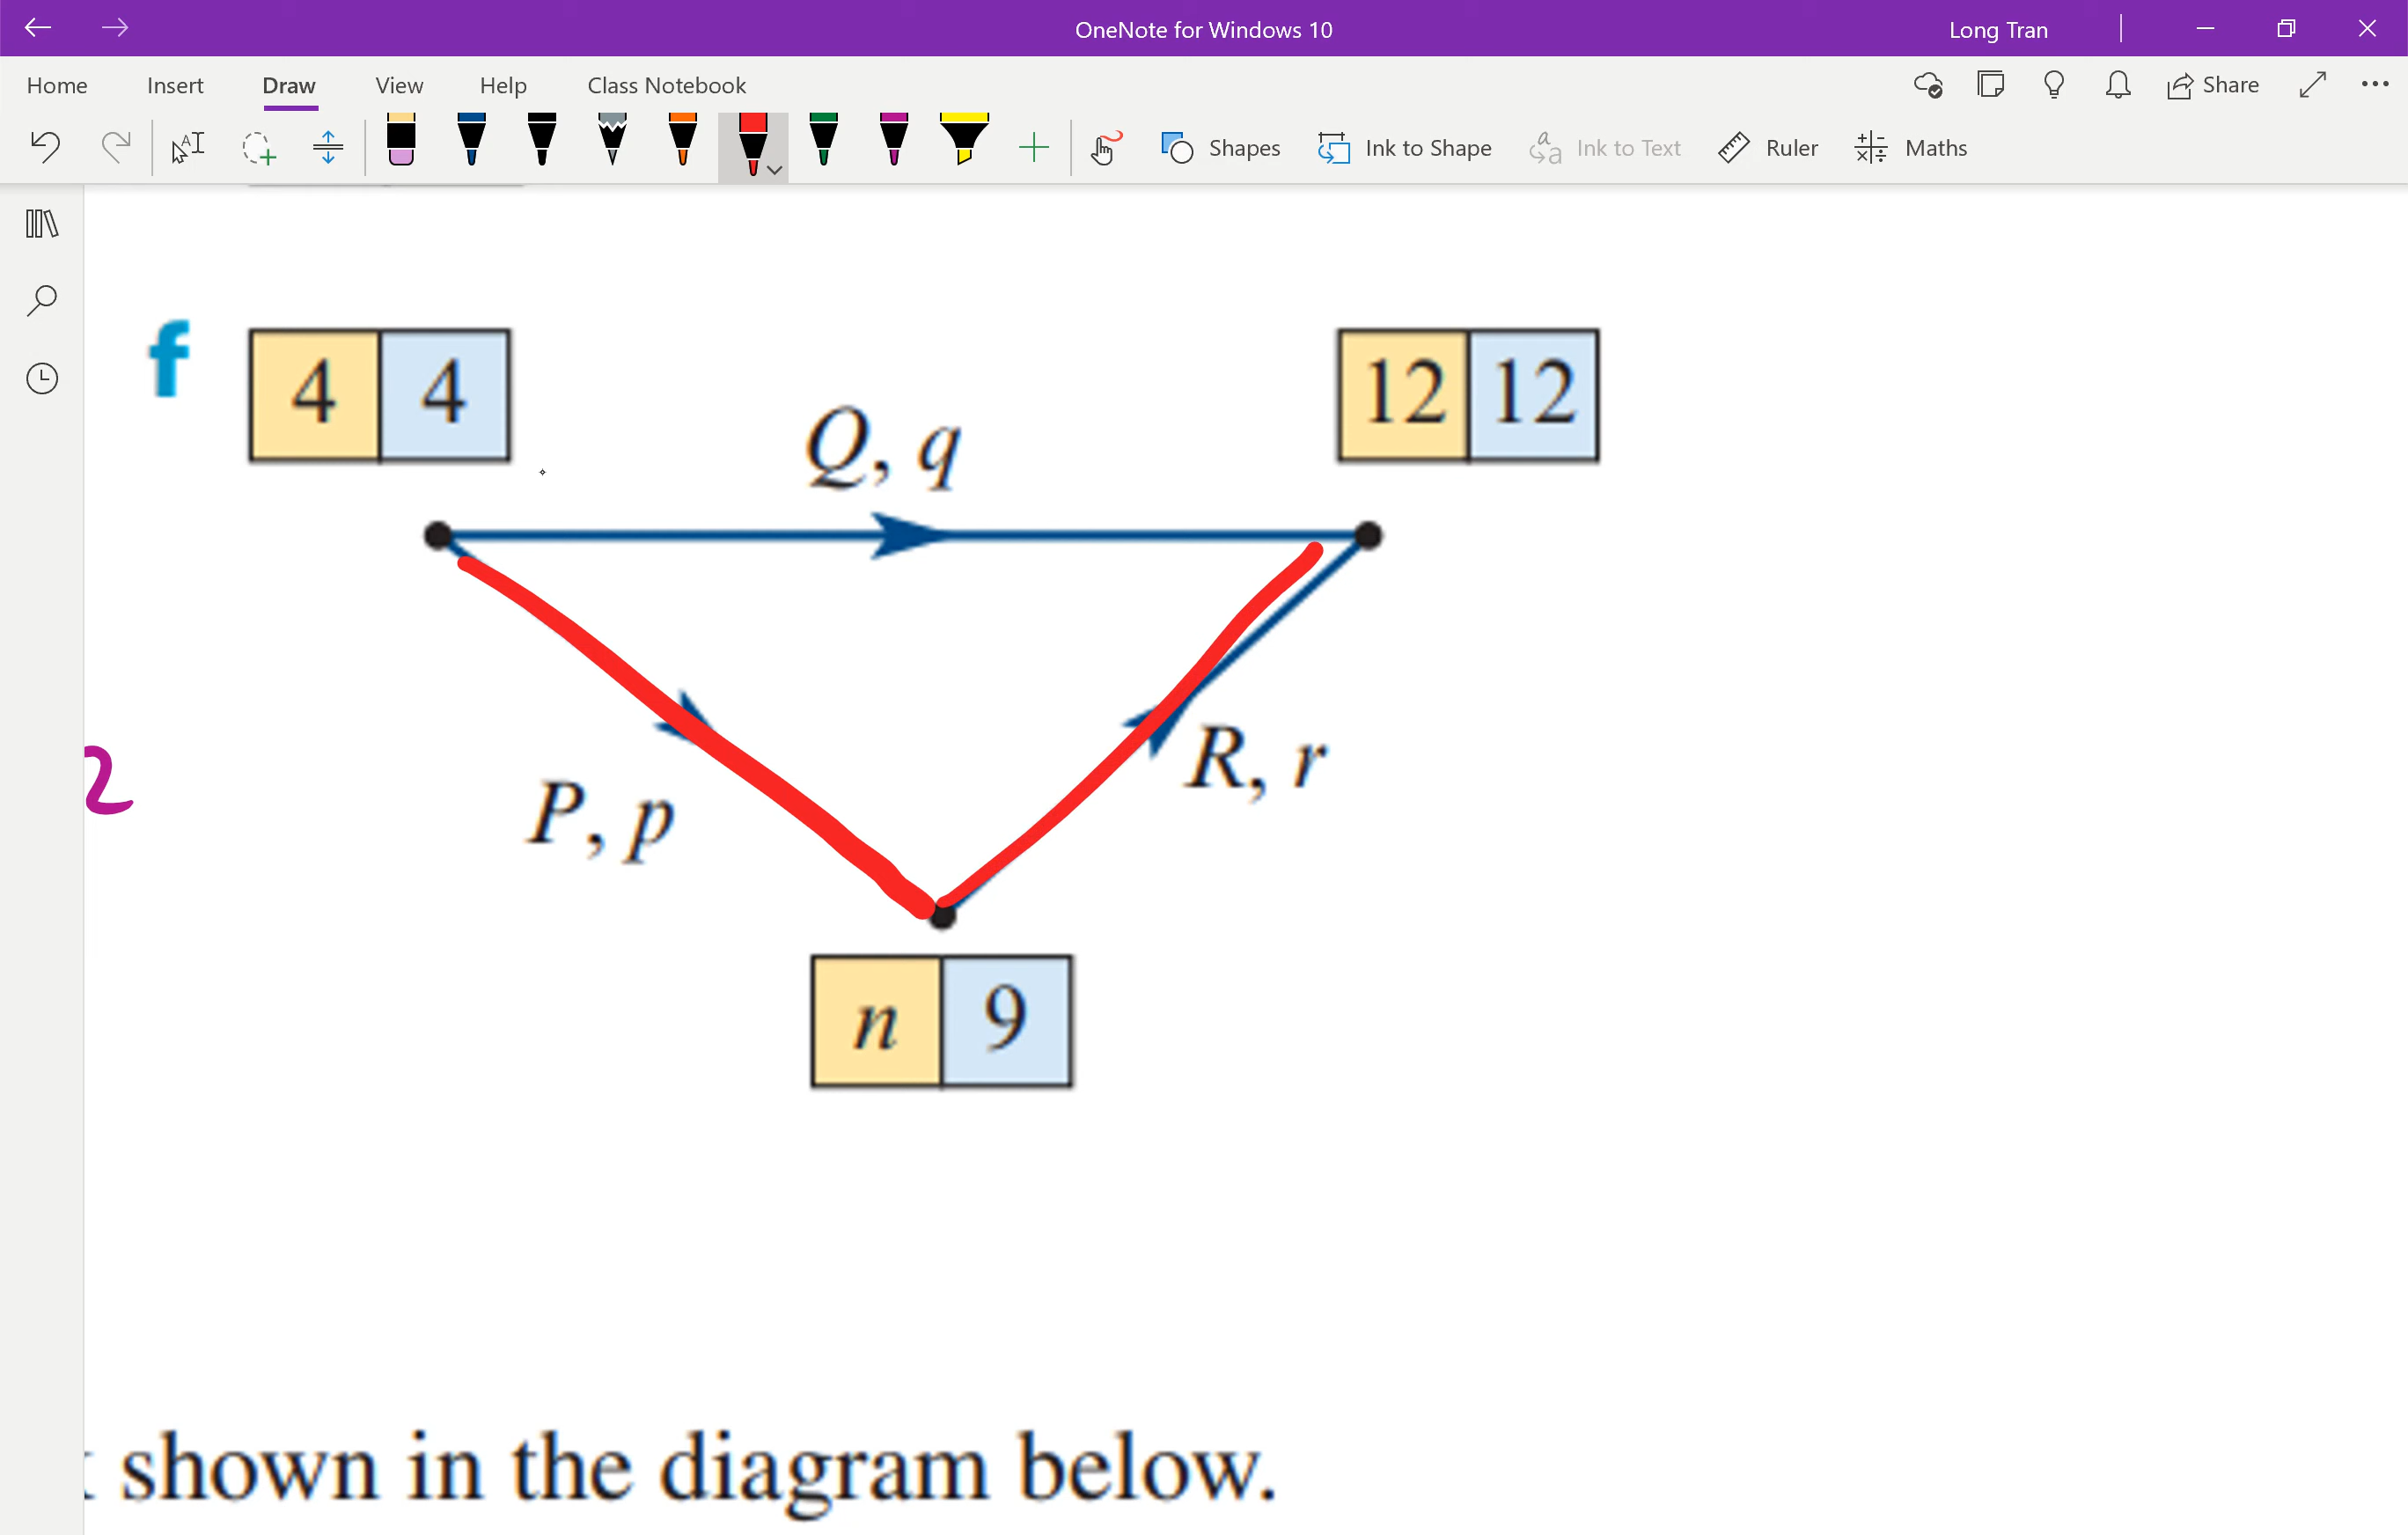 OneNote for Windows 10
Long Tran
Home Insert Draw View Help Class Notebook
Share
Shapes Ink to Shape Ink to Text Ruler Maths
f
4 4
12 12
Q, q
2
P, p
R, r
n 9
shown in the diagram below.